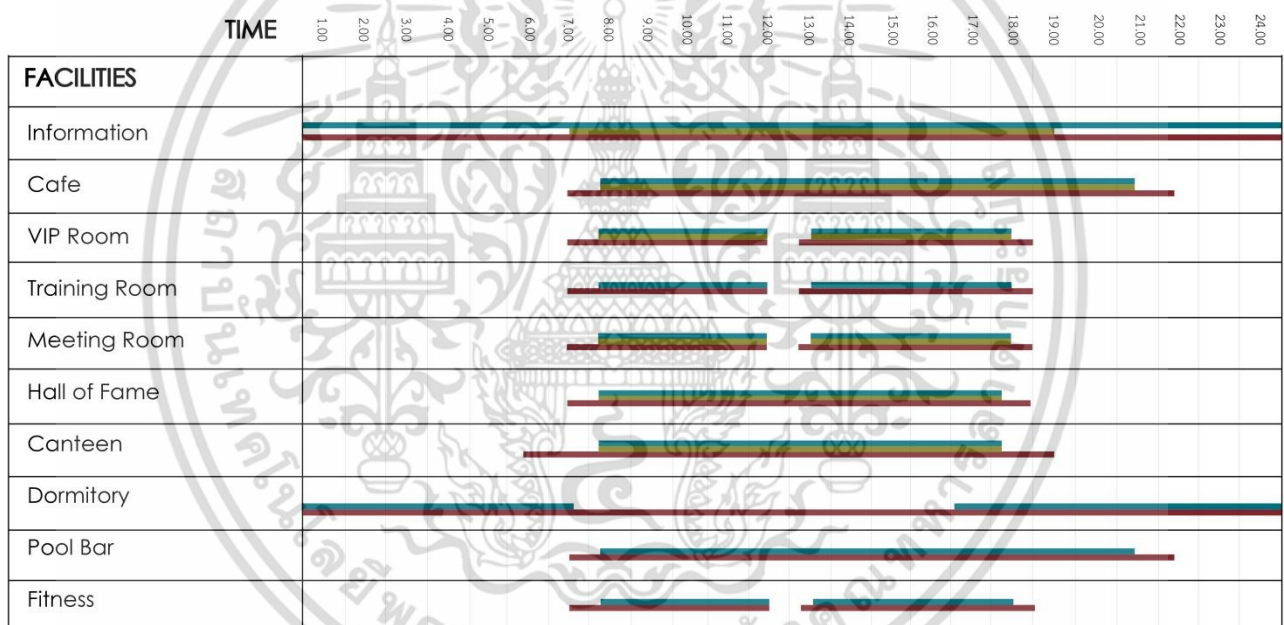 TIME 1.00 2.00 3.00 4.00 5.00 6.00 7.00 8.00 9.00 10.00 11.00 12.00 13.00 14.00 15.00 16.00 17.00 18.00 19.00 20.00 21.00 22.00 23.00 24.00
FACILITIES
Information
Cafe
VIP Room
Training Room
Meeting Room
Hall of Fame
Canteen
Dormitory
Pool Bar
Fitness